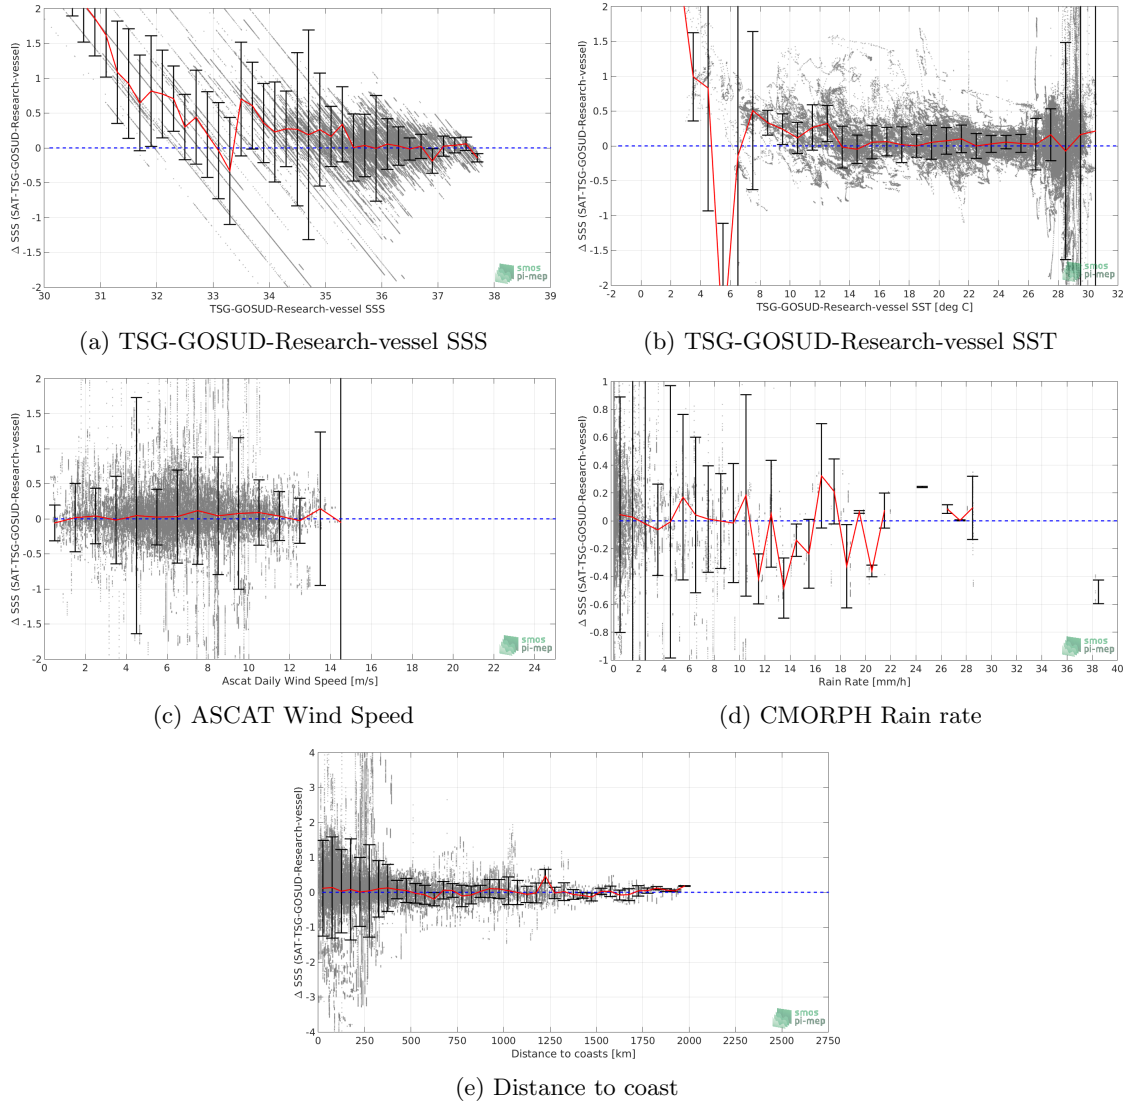 Δ SSS (SAT-TSG-GOSUD-Research-vessel)
2
1.5
1
0.5
0
-0.5
-1
-1.5
-2
30 31 32 33 34 35 36 37 38 39
TSG-GOSUD-Research-vessel SSS
smos
pi-mep
(a) TSG-GOSUD-Research-vessel SSS
Δ SSS (SAT-TSG-GOSUD-Research-vessel)
2
1.5
1
0.5
0
-0.5
-1
-1.5
-2
-2 0 2 4 6 8 10 12 14 16 18 20 22 24 26 28 30 32
TSG-GOSUD-Research-vessel SST [deg C]
smos
pi-mep
(b) TSG-GOSUD-Research-vessel SST
Δ SSS (SAT-TSG-GOSUD-Research-vessel)
2
1.5
1
0.5
0
-0.5
-1
-1.5
-2
0 2 4 6 8 10 12 14 16 18 20 22 24
Ascat Daily Wind Speed [m/s]
smos
pi-mep
(c) ASCAT Wind Speed
Δ SSS (SAT-TSG-GOSUD-Research-vessel)
1
0.8
0.6
0.4
0.2
0
-0.2
-0.4
-0.6
-0.8
-1
0 2 4 6 8 10 12 14 16 18 20 22 24 26 28 30 32 34 36 38 40
Rain Rate [mm/h]
smos
pi-mep
(d) CMORPH Rain rate
Δ SSS (SAT-TSG-GOSUD-Research-vessel)
4
3
2
1
0
-1
-2
-3
-4
0 250 500 750 1000 1250 1500 1750 2000 2250 2500 2750
Distance to coasts [km]
smos
pi-mep
(e) Distance to coast